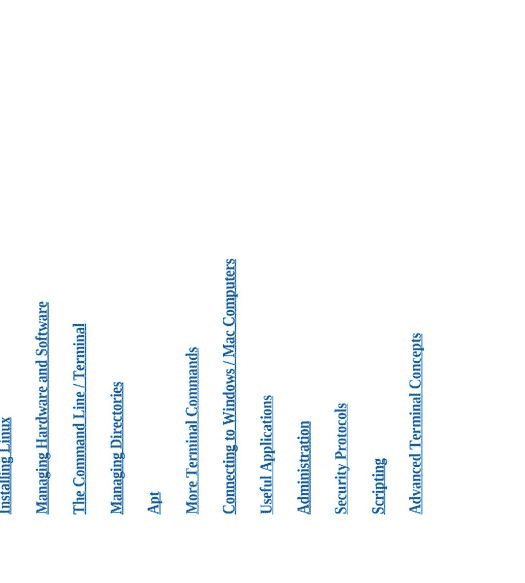 Installing Linux
Managing Hardware and Software
The Command Line / Terminal
Managing Directories
Apt
More Terminal Commands
Connecting to Windows / Mac Computers
Useful Applications
Administration
Security Protocols
Scripting
Advanced Terminal Concepts